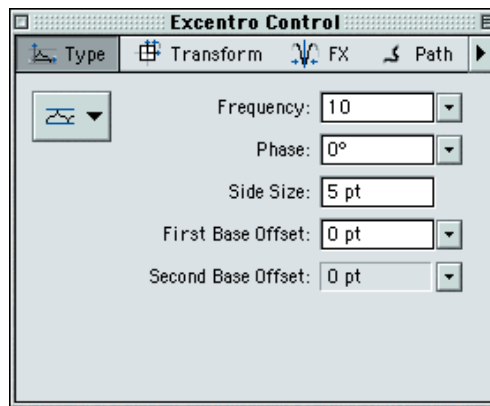 Excentro Control
Type Transform FX Path
Frequency: 10
Phase: 0°
Side Size: 5 pt
First Base Offset: 0 pt
Second Base Offset: 0 pt